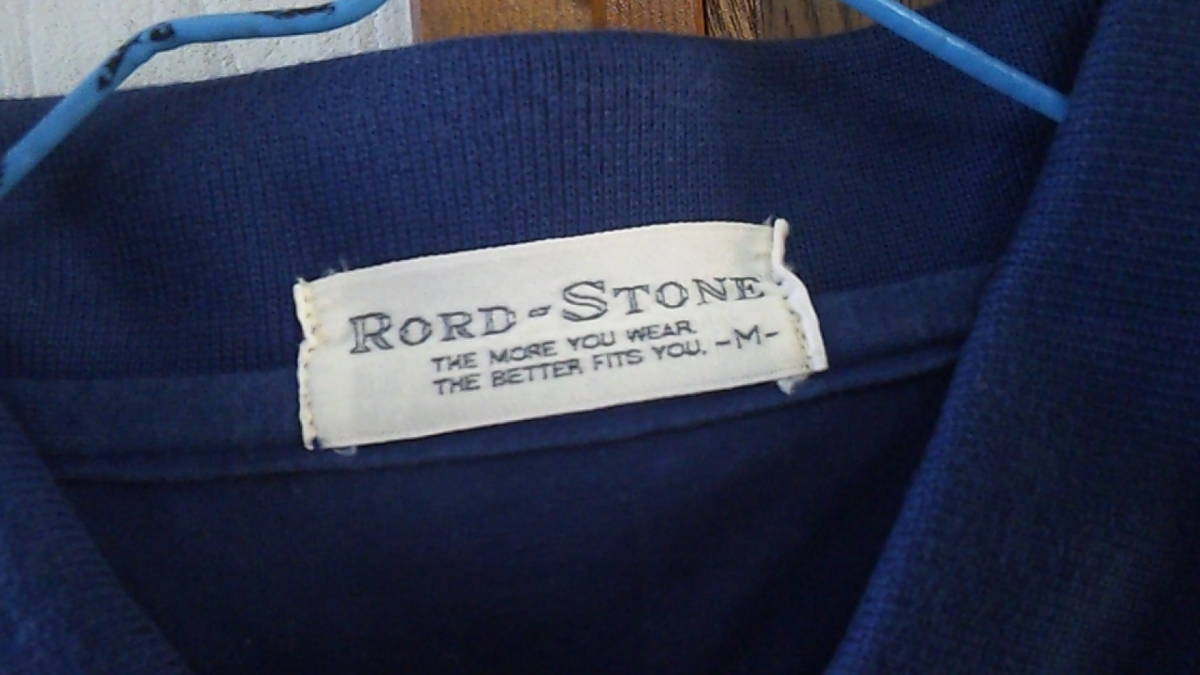 RORD-STONE
THE MORE YOU WEAR.
THE BETTER FITS YOU. -M-